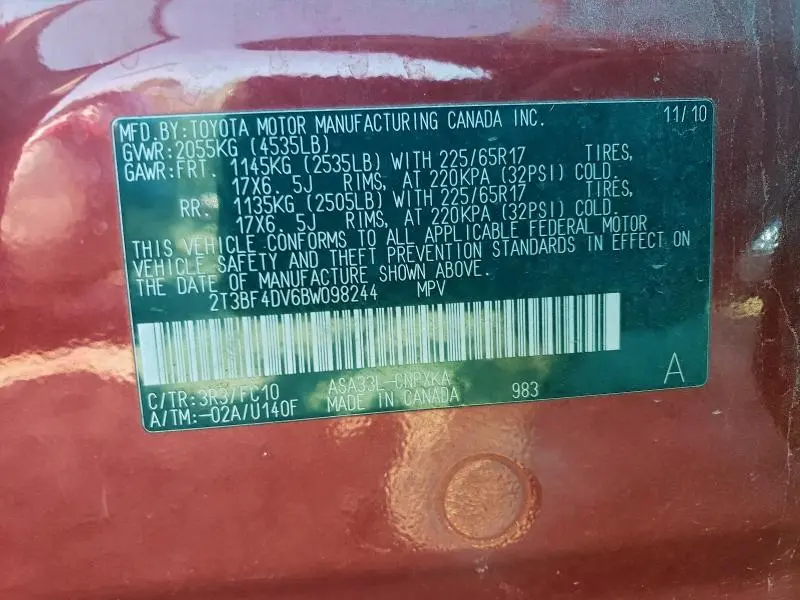 MFD. BY: TOYOTA MOTOR MANUFACTURING CANADA INC. 11/10
GVWR: 2055KG (4535LB)
GAWR: FRT. 1145KG (2535LB) WITH 225/65R17 TIRES,
17X6. 5J RIMS, AT 220KPA (32PSI) COLD.
RR. 1135KG (2505LB) WITH 225/65R17 TIRES,
17X6. 5J RIMS, AT 220KPA (32PSI) COLD.
THIS VEHICLE CONFORMS TO ALL APPLICABLE FEDERAL MOTOR
VEHICLE SAFETY AND THEFT PREVENTION STANDARDS IN EFFECT ON
THE DATE OF MANUFACTURE SHOWN ABOVE.
2T3BF4DV6BW098244 MPV
C/TR: 3R3/FC10 ASA33L-CNPXKA A
A/TM: -02A/U140F MADE IN CANADA 983